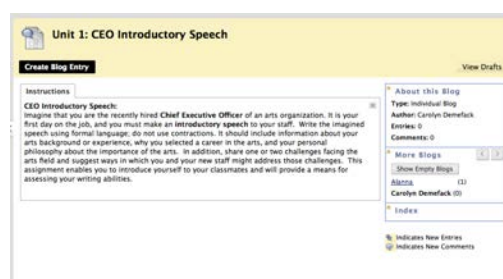 Unit 1: CEO Introductory Speech
Create Blog Entry
View Drafts
Instructions
CEO Introductory Speech:
Imagine that you are the recently hired Chief Executive Officer of an arts organization. It is your
first day on the job, and you must make an introductory speech to your staff. Write the imagined
speech using formal language; do not use contractions. It should include information about your
arts background or experience, why you selected a career in the arts, and your personal
philosophy about the importance of the arts. In addition, share one or two challenges facing the
arts field and suggest ways in which you and your new staff might address those challenges. This
assignment enables you to introduce yourself to your classmates and will provide a means for
assessing your writing abilities.
About this Blog
Type: Individual Blog
Author: Carolyn Demefack
Entries: 0
Comments: 0
More Blogs
Show Empty Blogs
Alanna (1)
Carolyn Demefack (0)
Index
Indicates New Entries
Indicates New Comments